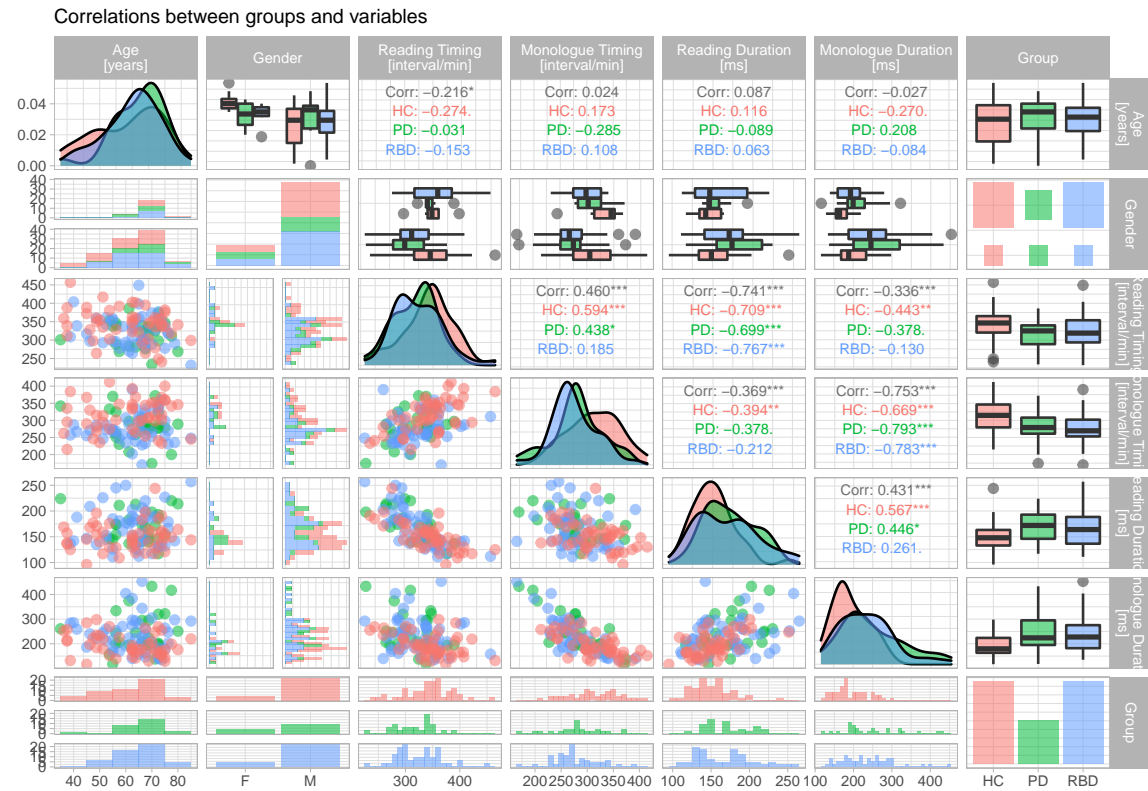 Correlations between groups and variables
Age
[years]
Gender
Reading Timing
[interval/min]
Monologue Timing
[interval/min]
Reading Duration
[ms]
Monologue Duration
[ms]
Group
0.04
0.02
0.00
Corr: −0.216*
HC: −0.274.
PD: −0.031
RBD: −0.153
Corr: 0.024
HC: 0.173
PD: −0.285
RBD: 0.108
Corr: 0.087
HC: 0.116
PD: −0.089
RBD: 0.063
Corr: −0.027
HC: −0.270.
PD: 0.208
RBD: −0.084
Age
[years]
40
30
20
10
0
40
30
20
10
0
Gender
450
400
350
300
250
Corr: 0.460***
HC: 0.594***
PD: 0.438*
RBD: 0.185
Corr: −0.741***
HC: −0.709***
PD: −0.699***
RBD: −0.767***
Corr: −0.336***
HC: −0.443**
PD: −0.378.
RBD: −0.130
Reading Timing
[interval/min]
400
350
300
250
200
Corr: −0.369***
HC: −0.394**
PD: −0.378.
RBD: −0.212
Corr: −0.753***
HC: −0.669***
PD: −0.793***
RBD: −0.783***
[interval/min]
250
200
150
100
Corr: 0.431***
HC: 0.567***
PD: 0.446*
RBD: 0.261.
[ms]
400
300
200
[ms]
Group
40 50 60 70 80
F M
300 400
200 250 300 350 400
100 150 200 250
100 200 300 400
HC PD RBD